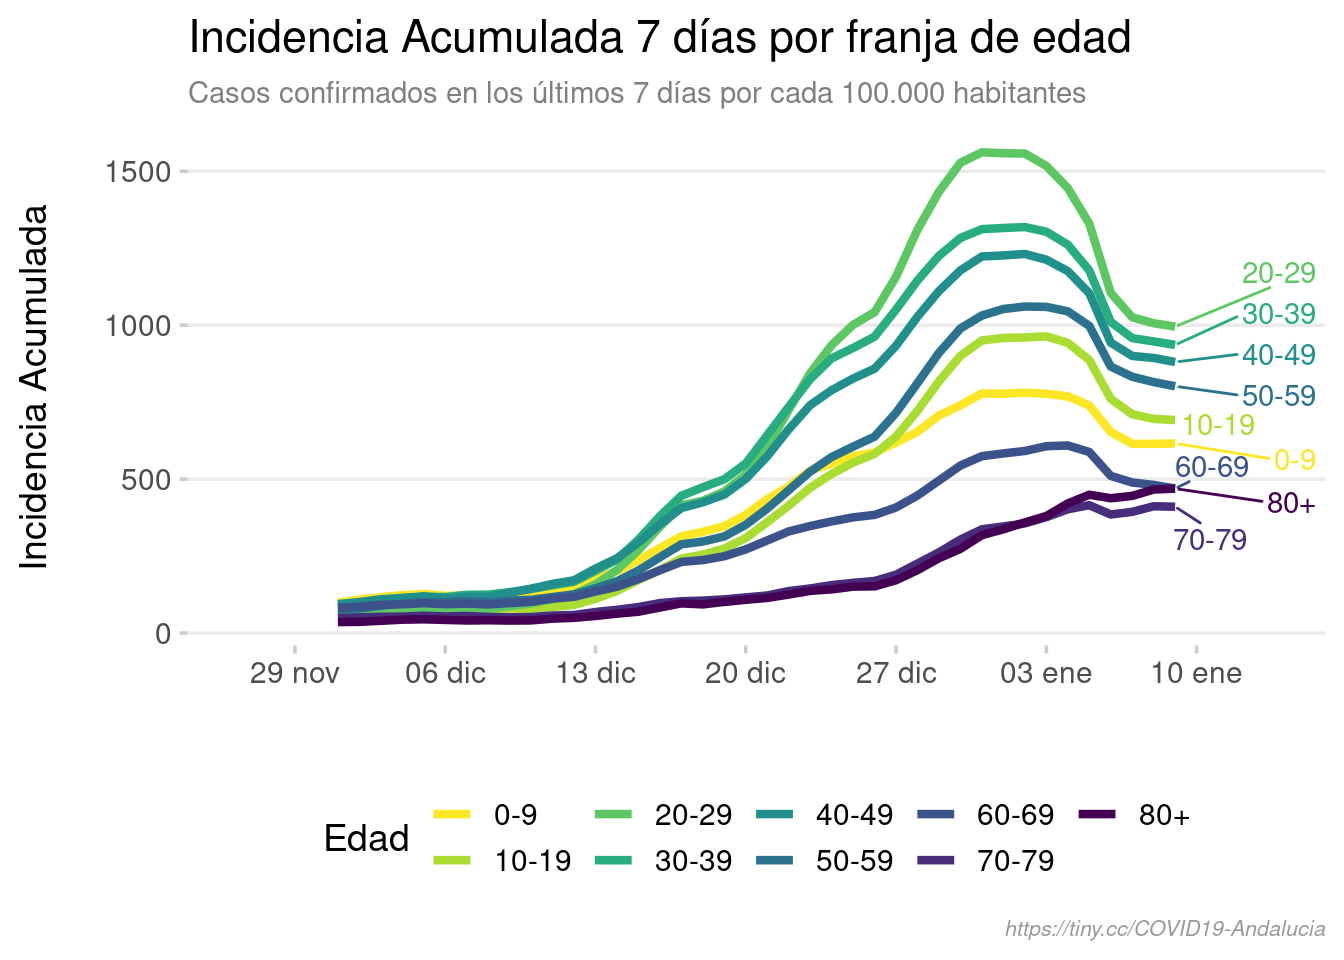 Incidencia Acumulada 7 días por franja de edad
Casos confirmados en los últimos 7 días por cada 100.000 habitantes
Incidencia Acumulada
1500
1000
500
0
29 nov 06 dic 13 dic 20 dic 27 dic 03 ene 10 ene
20-29
30-39
40-49
50-59
10-19
0-9
60-69
80+
70-79
Edad
0-9 20-29 40-49 60-69 80+
10-19 30-39 50-59 70-79
https://tiny.cc/COVID19-Andalucia